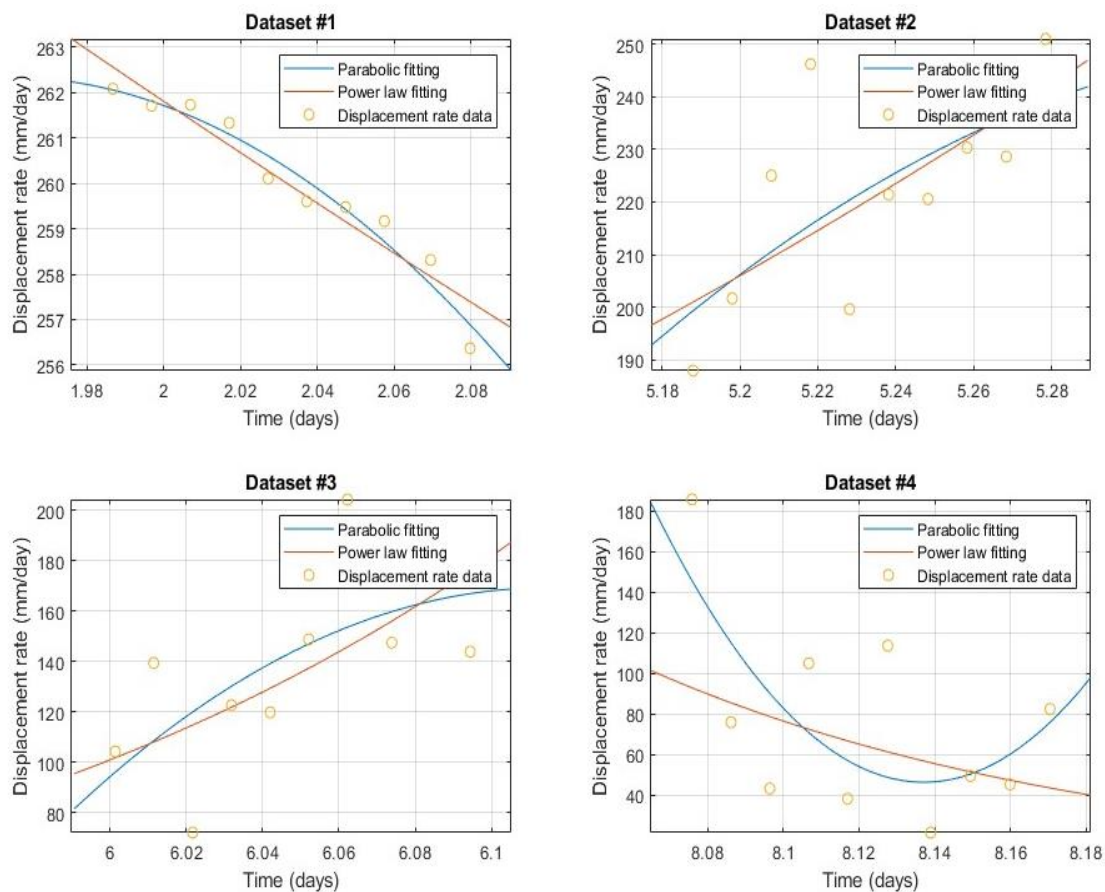 Dataset #1
Displacement rate (mm/day)
263
262
261
260
259
258
257
256
Parabolic fitting
Power law fitting
Displacement rate data
1.98 2 2.02 2.04 2.06 2.08
Time (days)
Dataset #2
Displacement rate (mm/day)
250
240
230
220
210
200
190
Parabolic fitting
Power law fitting
Displacement rate data
5.18 5.2 5.22 5.24 5.26 5.28
Time (days)
Dataset #3
Displacement rate (mm/day)
200
180
160
140
120
100
80
Parabolic fitting
Power law fitting
Displacement rate data
6 6.02 6.04 6.06 6.08 6.1
Time (days)
Dataset #4
Displacement rate (mm/day)
180
160
140
120
100
80
60
40
Parabolic fitting
Power law fitting
Displacement rate data
8.08 8.1 8.12 8.14 8.16 8.18
Time (days)